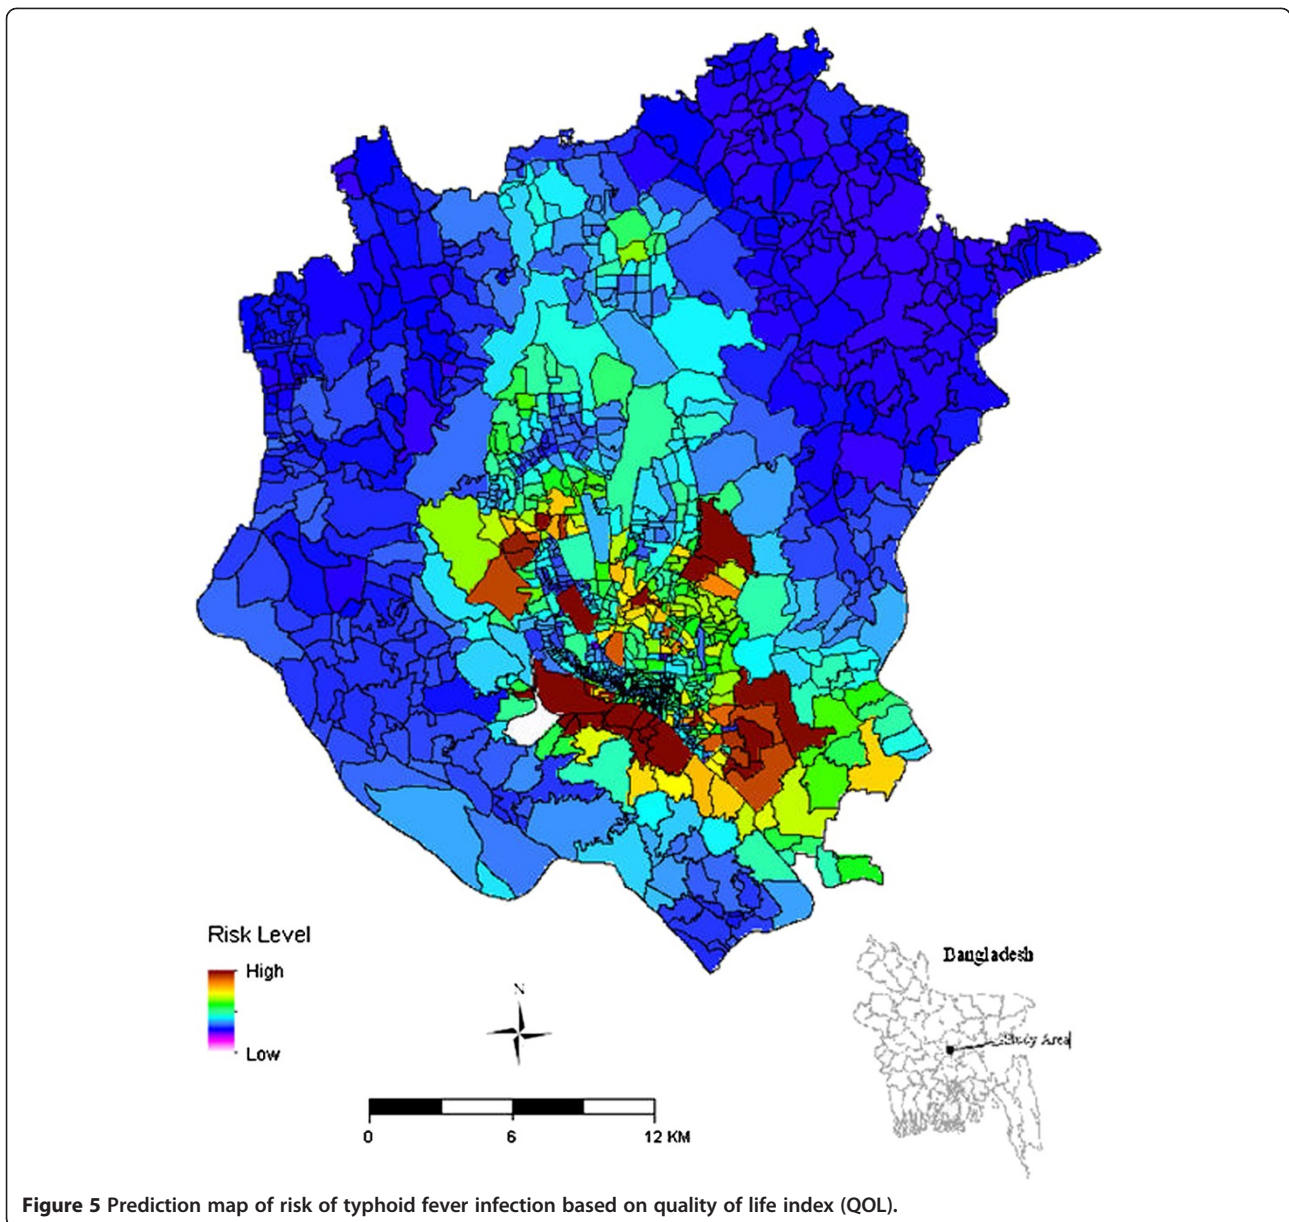 Risk Level
High
Low
N
0 6 12 KM
Bangladesh
Study Area
Figure 5 Prediction map of risk of typhoid fever infection based on quality of life index (QOL).